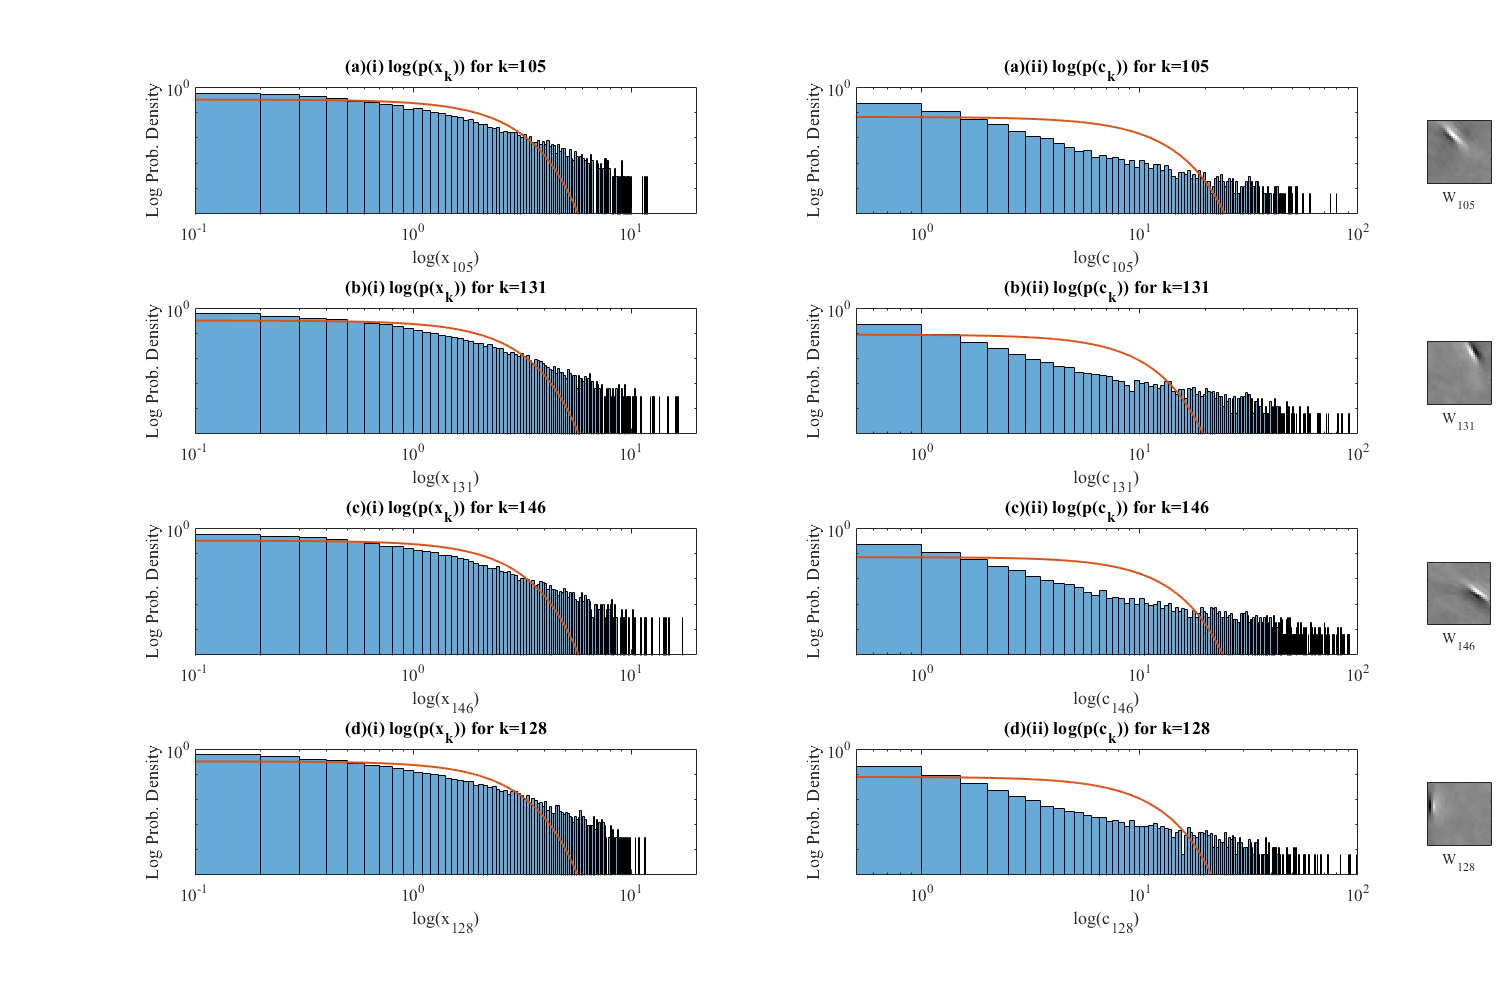 (a)(i) log(p(x_k)) for k=105
(a)(ii) log(p(c_k)) for k=105
Log Prob. Density
10^0
10^-1
10^0
10^1
log(x_105)
Log Prob. Density
10^0
10^0
10^1
10^2
log(c_105)
W_105
(b)(i) log(p(x_k)) for k=131
(b)(ii) log(p(c_k)) for k=131
Log Prob. Density
10^0
10^-1
10^0
10^1
log(x_131)
Log Prob. Density
10^0
10^0
10^1
10^2
log(c_131)
W_131
(c)(i) log(p(x_k)) for k=146
(c)(ii) log(p(c_k)) for k=146
Log Prob. Density
10^0
10^-1
10^0
10^1
log(x_146)
Log Prob. Density
10^0
10^0
10^1
10^2
log(c_146)
W_146
(d)(i) log(p(x_k)) for k=128
(d)(ii) log(p(c_k)) for k=128
Log Prob. Density
10^0
10^-1
10^0
10^1
log(x_128)
Log Prob. Density
10^0
10^0
10^1
10^2
log(c_128)
W_128